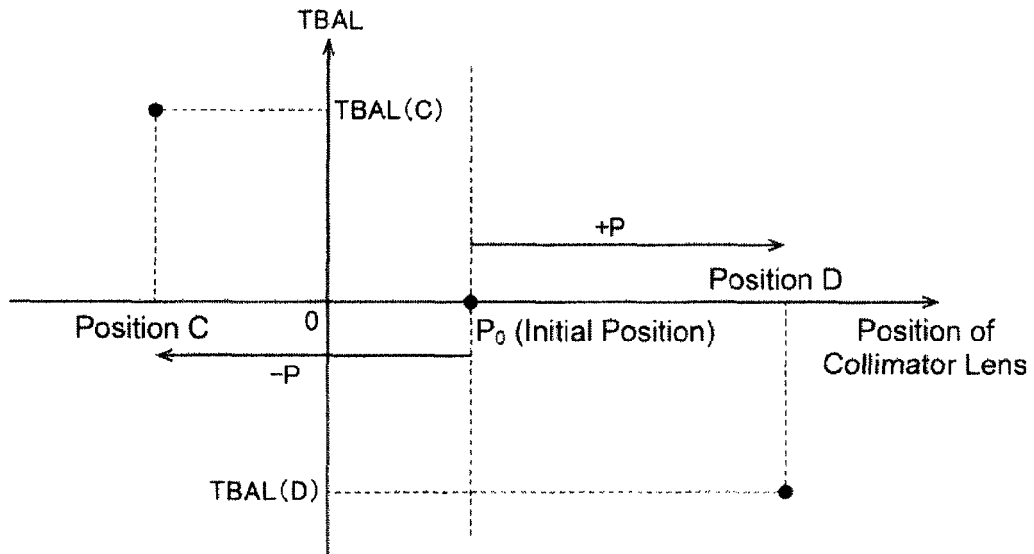 TBAL
TBAL(C)
+P
Position D
Position C
0
P₀ (Initial Position)
Position of
Collimator Lens
−P
TBAL(D)